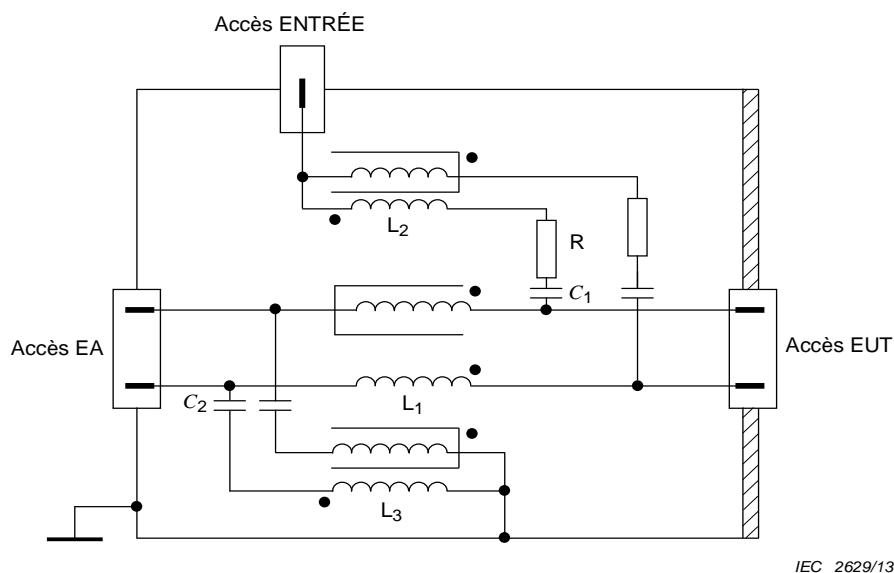 Accès ENTRÉE
L2
R
C1
Accès EA
Accès EUT
C2
L1
L3
IEC 2629/13